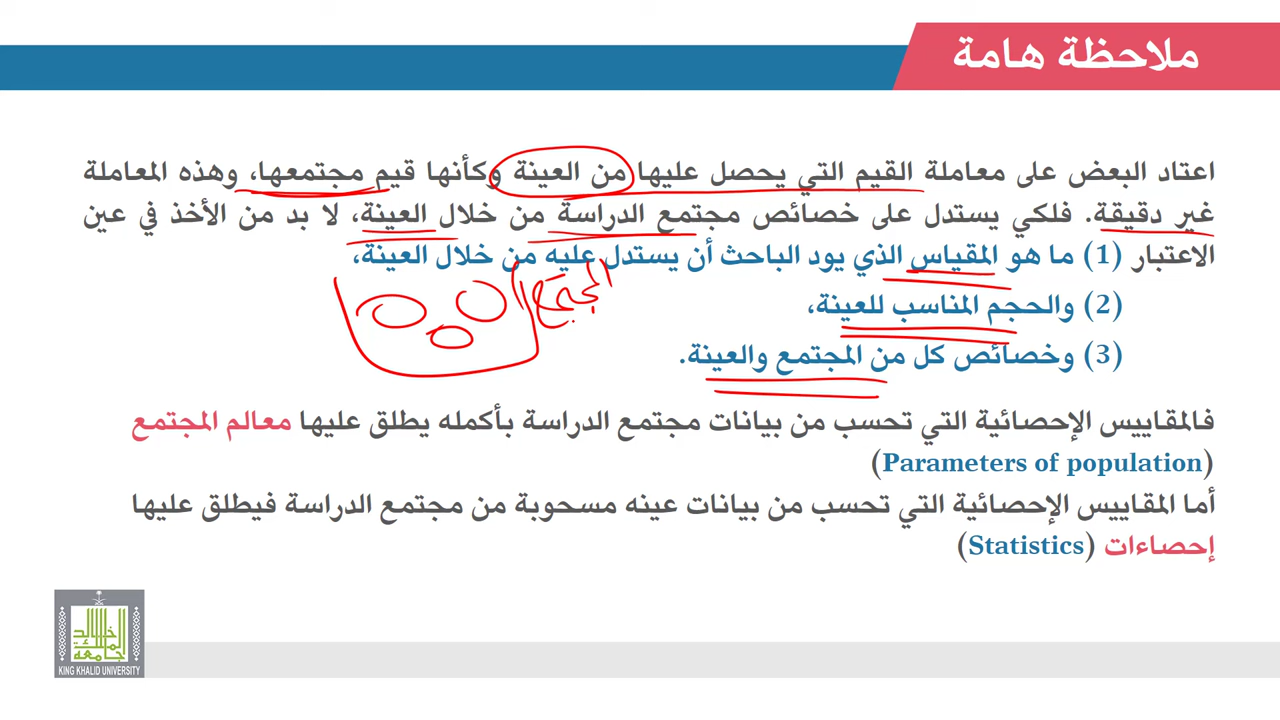 ملاحظة هامة
اعتاد البعض على معاملة القيم التي يحصل عليها من العينة وكأنها قيم مجتمعها، وهذه المعاملة
غير دقيقة. فلكي يستدل على خصائص مجتمع الدراسة من خلال العينة، لا بد من الأخذ في عين
الاعتبار (1) ما هو المقياس الذي يود الباحث أن يستدل عليه من خلال العينة،
(2) والحجم المناسب للعينة،
(3) وخصائص كل من المجتمع والعينة.
المجتمع
فالمقاييس الإحصائية التي تحسب من بيانات مجتمع الدراسة بأكمله يطلق عليها معالم المجتمع
(Parameters of population)
أما المقاييس الإحصائية التي تحسب من بيانات عينه مسحوبة من مجتمع الدراسة فيطلق عليها
إحصاءات (Statistics)
جامعة الملك خالد
KING KHALID UNIVERSITY